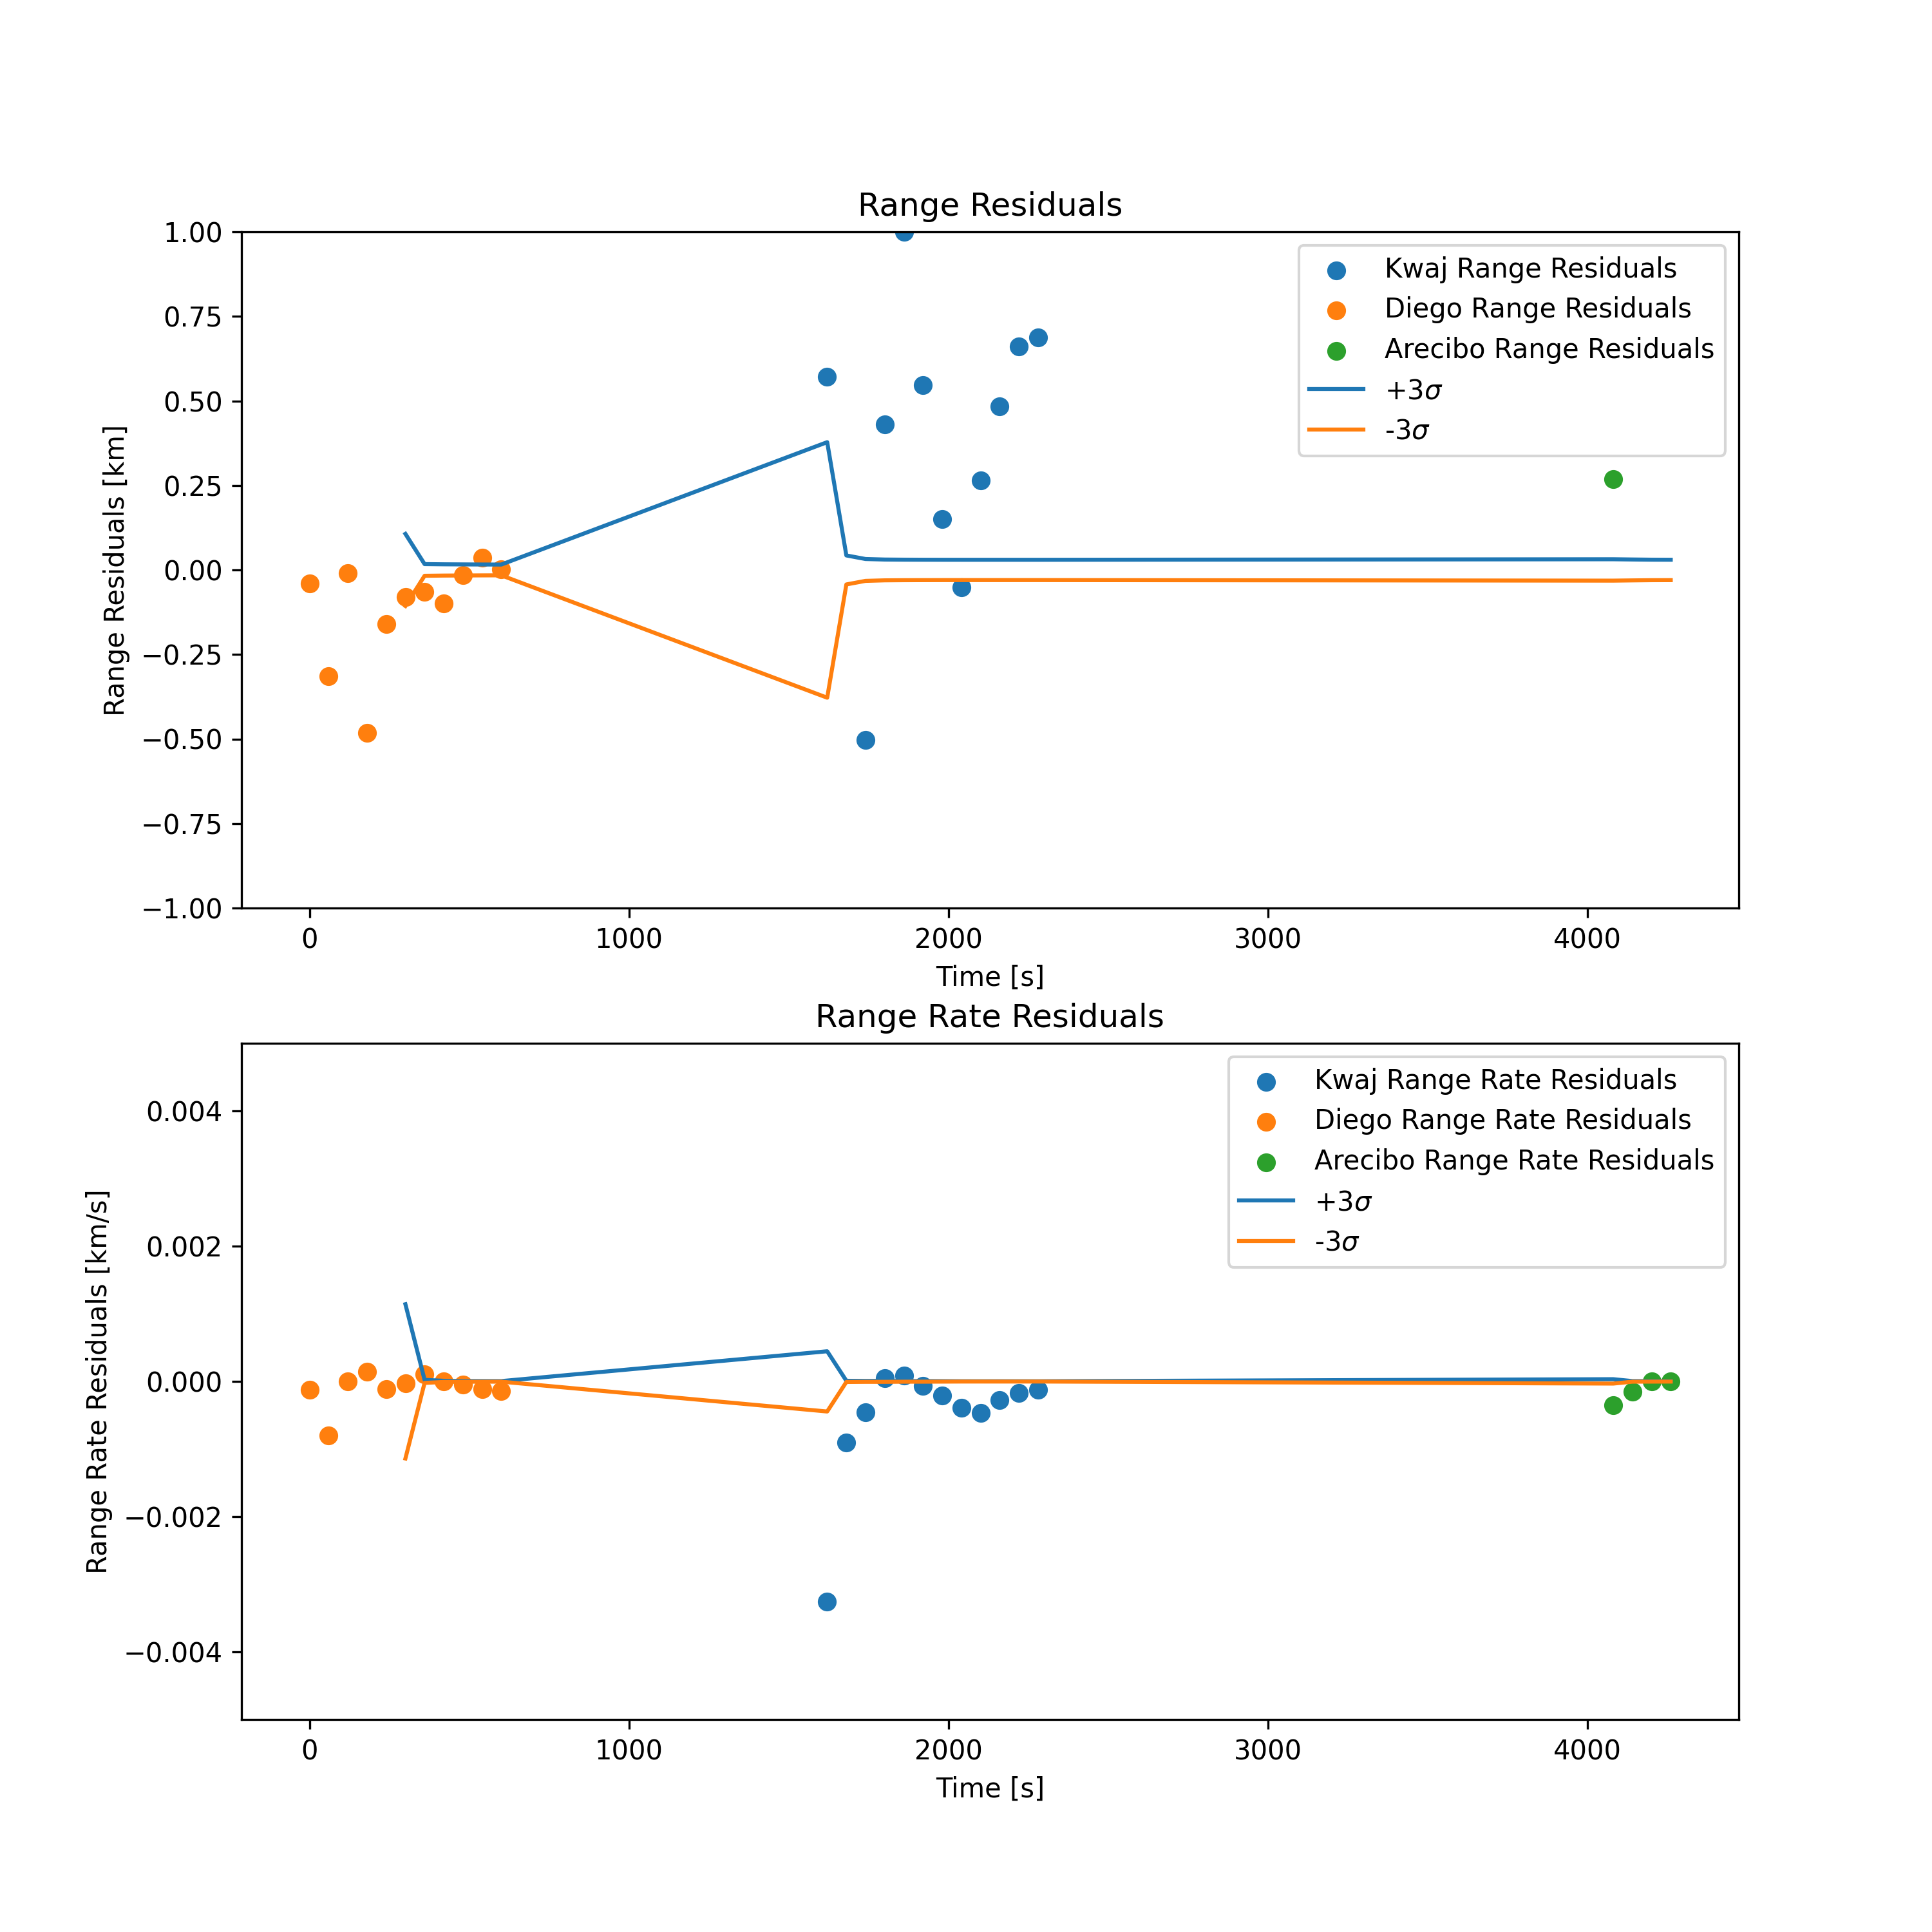 Range Residuals
Range Residuals [km]
1.00
0.75
0.50
0.25
0.00
−0.25
−0.50
−0.75
−1.00
Kwaj Range Residuals
Diego Range Residuals
Arecibo Range Residuals
+3σ
-3σ
0 1000 2000 3000 4000
Time [s]
Range Rate Residuals
Range Rate Residuals [km/s]
0.004
0.002
0.000
−0.002
−0.004
Kwaj Range Rate Residuals
Diego Range Rate Residuals
Arecibo Range Rate Residuals
+3σ
-3σ
0 1000 2000 3000 4000
Time [s]